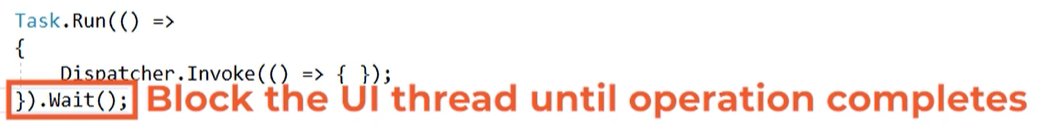 Task.Run(() =>
{
Dispatcher.Invoke(() => { });
}).Wait(); Block the UI thread until operation completes